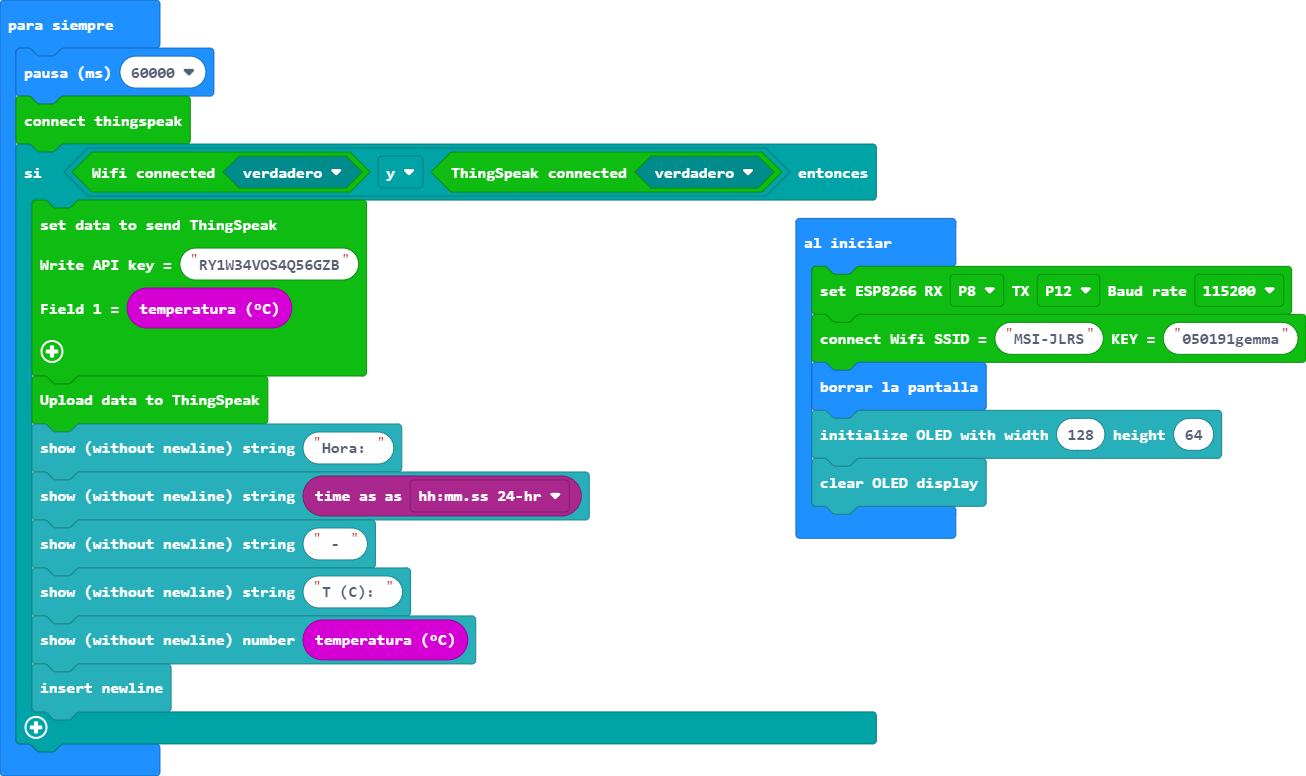 para siempre
pausa (ms) 60000
connect thingspeak
si Wifi connected verdadero y ThingSpeak connected verdadero entonces
set data to send ThingSpeak
Write API key = "RY1W34VOS4Q56GZB"
Field 1 = temperatura (ºC)
Upload data to ThingSpeak
show (without newline) string "Hora: "
show (without newline) string time as as hh:mm.ss 24-hr
show (without newline) string " - "
show (without newline) string "T (C): "
show (without newline) number temperatura (ºC)
insert newline
al iniciar
set ESP8266 RX P8 TX P12 Baud rate 115200
connect Wifi SSID = "MSI-JLRS" KEY = "050191gemma"
borrar la pantalla
initialize OLED with width 128 height 64
clear OLED display